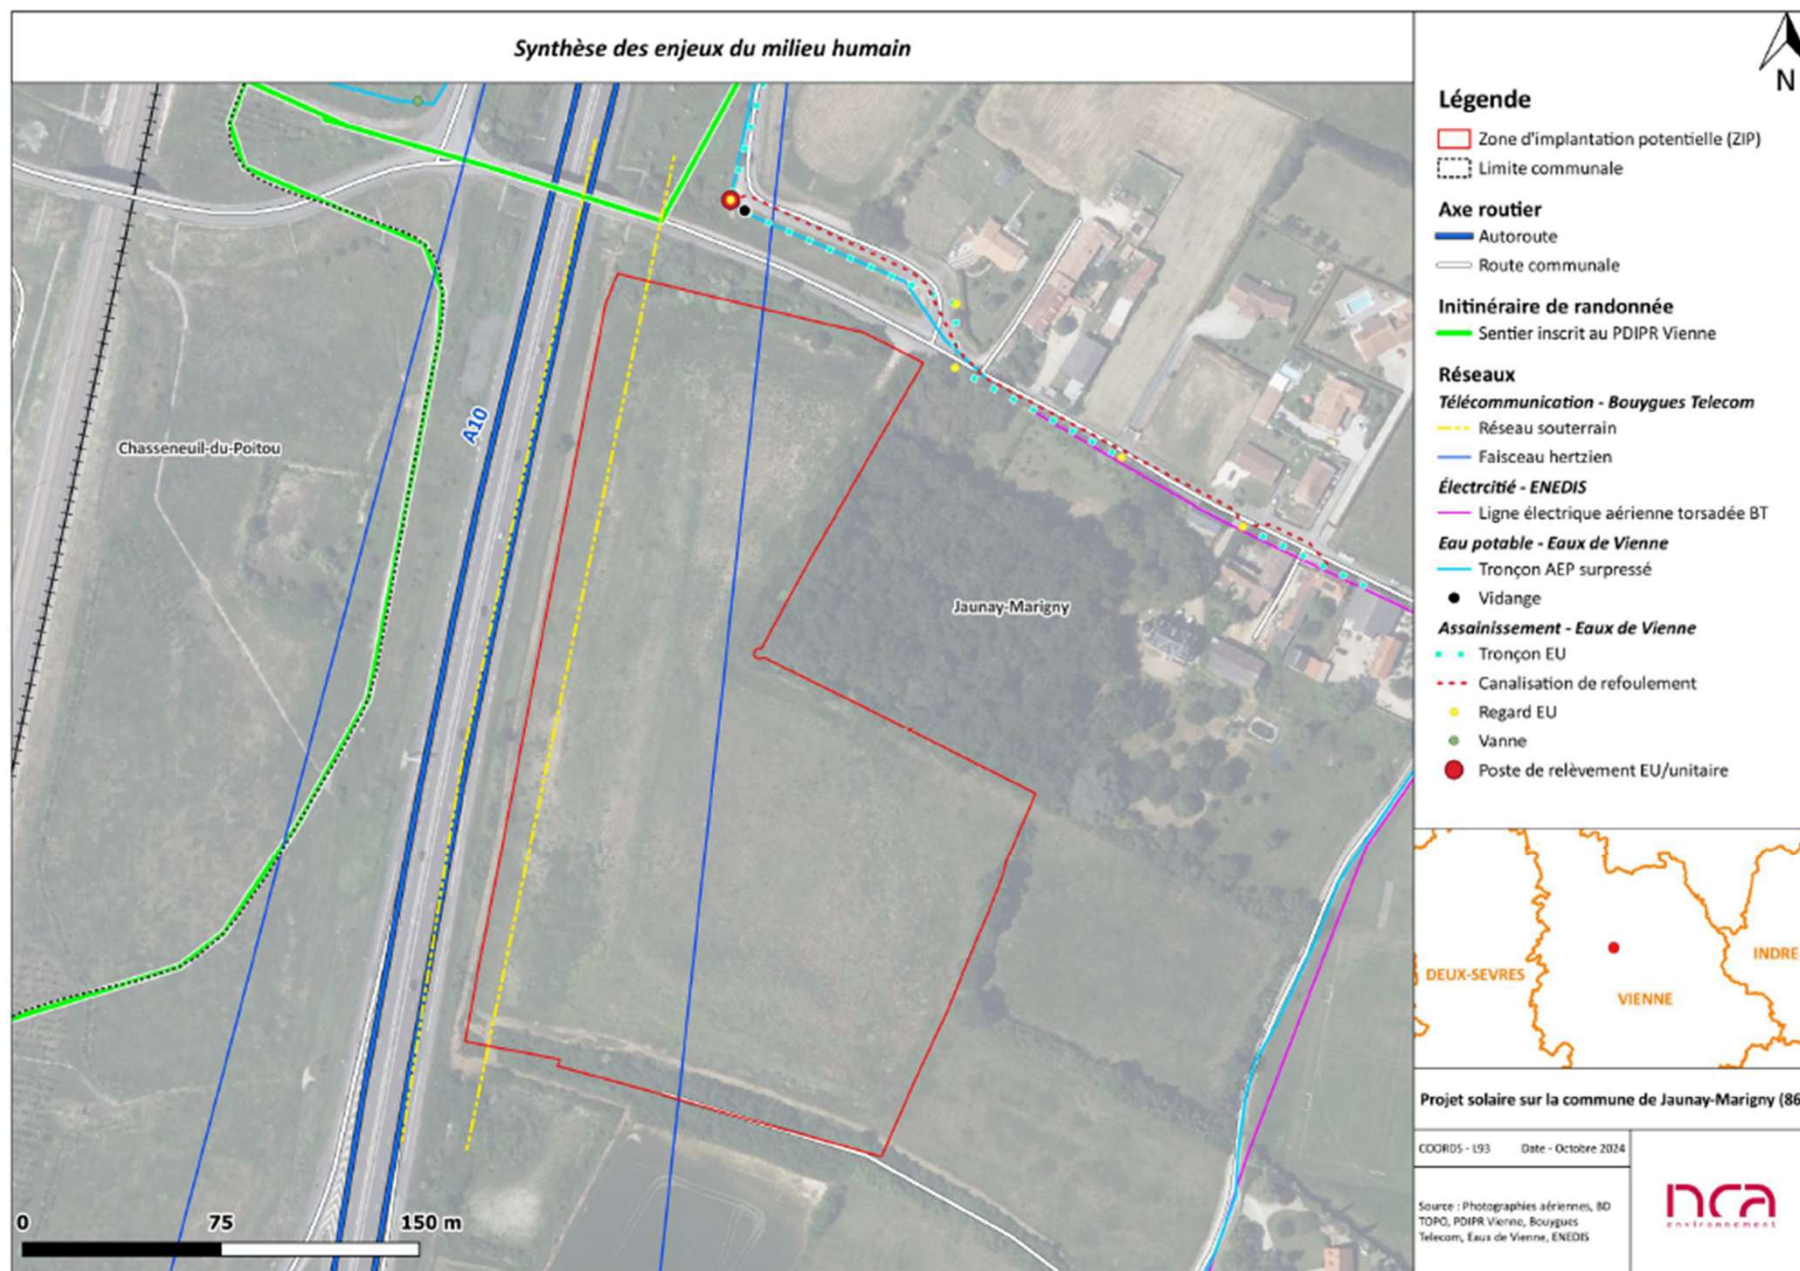 Synthèse des enjeux du milieu humain
N
Légende
Zone d'implantation potentielle (ZIP)
Limite communale
Axe routier
Autoroute
Route communale
Initinéraire de randonnée
Sentier inscrit au PDIPR Vienne
Réseaux
Télécommunication - Bouygues Telecom
Réseau souterrain
Faisceau hertzien
Électrcitié - ENEDIS
Ligne électrique aérienne torsadée BT
Eau potable - Eaux de Vienne
Tronçon AEP surpressé
Vidange
Assainissement - Eaux de Vienne
Tronçon EU
Canalisation de refoulement
Regard EU
Vanne
Poste de relèvement EU/unitaire
A10
Chasseneuil-du-Poitou
Jaunay-Marigny
0 75 150 m
DEUX-SEVRES
VIENNE
INDRE
Projet solaire sur la commune de Jaunay-Marigny (86
COORDS - L93 Date - Octobre 2024
Source : Photographies aériennes, BD
TOPO, PDIPR Vienne, Bouygues
Telecom, Eaux de Vienne, ENEDIS
nca
environnement